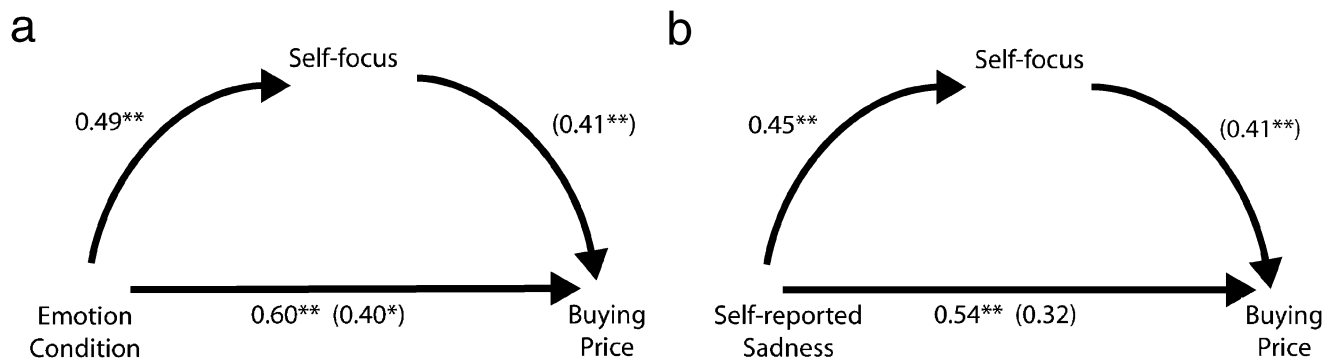 a
Self-focus
0.49**
(0.41**)
Emotion
Condition
0.60** (0.40*)
Buying
Price
b
Self-focus
0.45**
(0.41**)
Self-reported
Sadness
0.54** (0.32)
Buying
Price